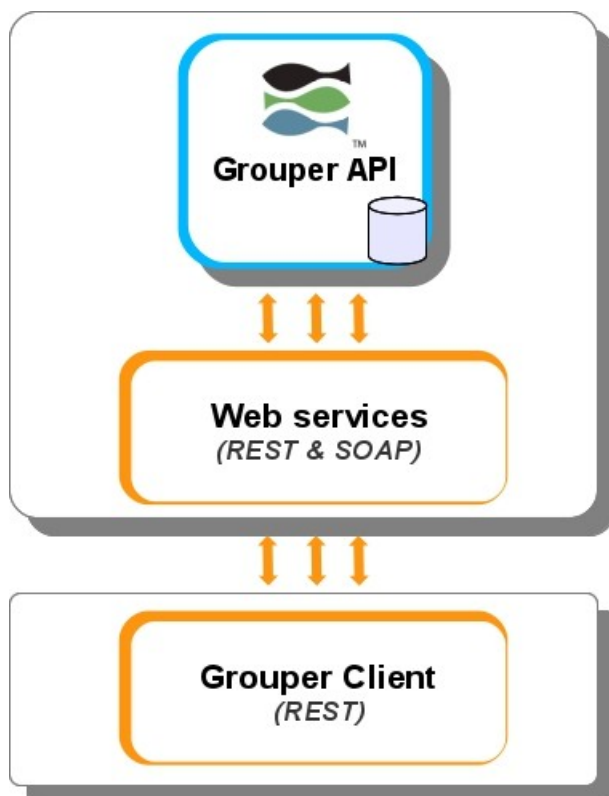 TM
Grouper API
Web services
(REST & SOAP)
Grouper Client
(REST)